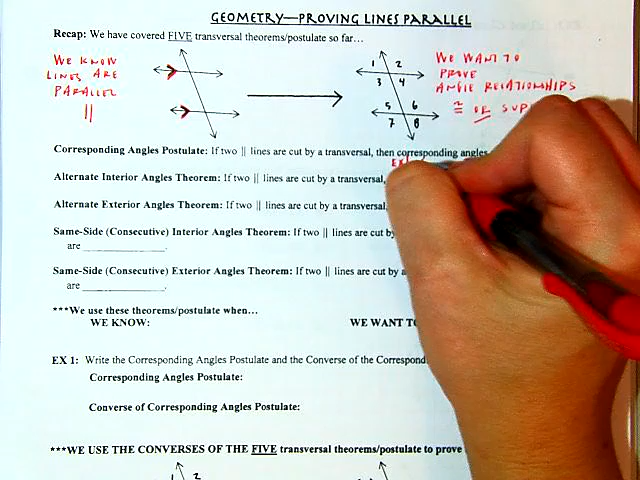 GEOMETRY—PROVING LINES PARALLEL
Recap: We have covered FIVE transversal theorems/postulate so far…
WE KNOW
LINES ARE
PARALLEL
||
1 2
3 4
5 6
7 8
WE WANT TO
PROVE
ANGLE RELATIONSHIPS
≅ OR SUPP
Corresponding Angles Postulate: If two || lines are cut by a transversal, then corresponding angles
EX
Alternate Interior Angles Theorem: If two || lines are cut by a transversal,
Alternate Exterior Angles Theorem: If two || lines are cut by a transversal,
Same-Side (Consecutive) Interior Angles Theorem: If two || lines are cut by
are ____________.
Same-Side (Consecutive) Exterior Angles Theorem: If two || lines are cut by a
are ____________.
***We use these theorems/postulate when…
WE KNOW: WE WANT TO
EX 1: Write the Corresponding Angles Postulate and the Converse of the Correspond
Corresponding Angles Postulate:
Converse of Corresponding Angles Postulate:
***WE USE THE CONVERSES OF THE FIVE transversal theorems/postulate to prove
2